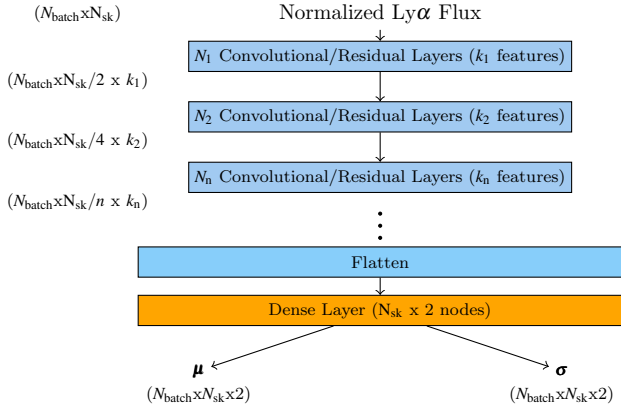 (N_batch x N_sk) Normalized Lyα Flux
N_1 Convolutional/Residual Layers (k_1 features)
(N_batch x N_sk/2 x k_1)
N_2 Convolutional/Residual Layers (k_2 features)
(N_batch x N_sk/4 x k_2)
N_n Convolutional/Residual Layers (k_n features)
(N_batch x N_sk/n x k_n)
Flatten
Dense Layer (N_sk x 2 nodes)
μ σ
(N_batch x N_sk x 2) (N_batch x N_sk x 2)